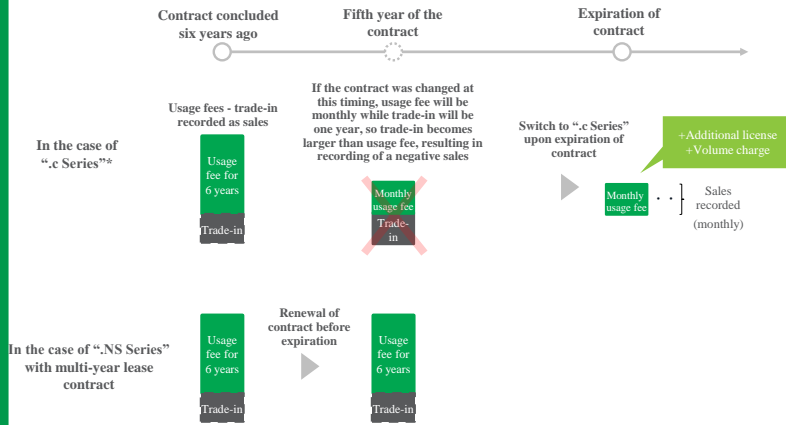 Contract concluded
six years ago
Fifth year of the
contract
Expiration of
contract
In the case of
“.c Series”*
Usage fees - trade-in
recorded as sales
Usage
fee for
6 years
Trade-in
If the contract was changed at
this timing, usage fee will be
monthly while trade-in will be
one year, so trade-in becomes
larger than usage fee, resulting in
recording of a negative sales
Monthly
usage fee
Trade-
in
Switch to “.c Series”
upon expiration of
contract
+Additional license
+Volume charge
Monthly
usage fee
・・
Sales
recorded
(monthly)
In the case of “.NS Series”
with multi-year lease
contract
Usage
fee for
6 years
Trade-in
Renewal of
contract before
expiration
Usage
fee for
6 years
Trade-in